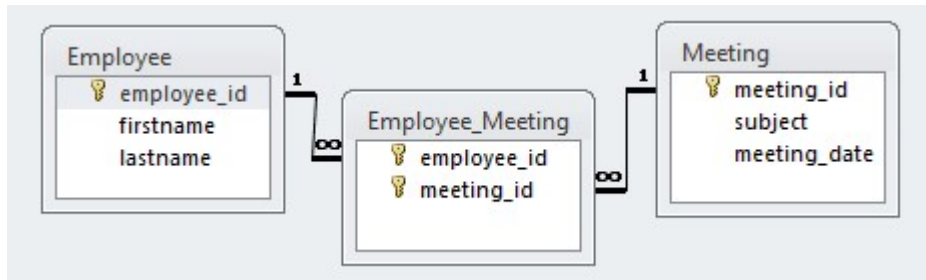 Employee
employee_id
firstname
lastname
1
∞
Employee_Meeting
employee_id
meeting_id
∞
1
Meeting
meeting_id
subject
meeting_date